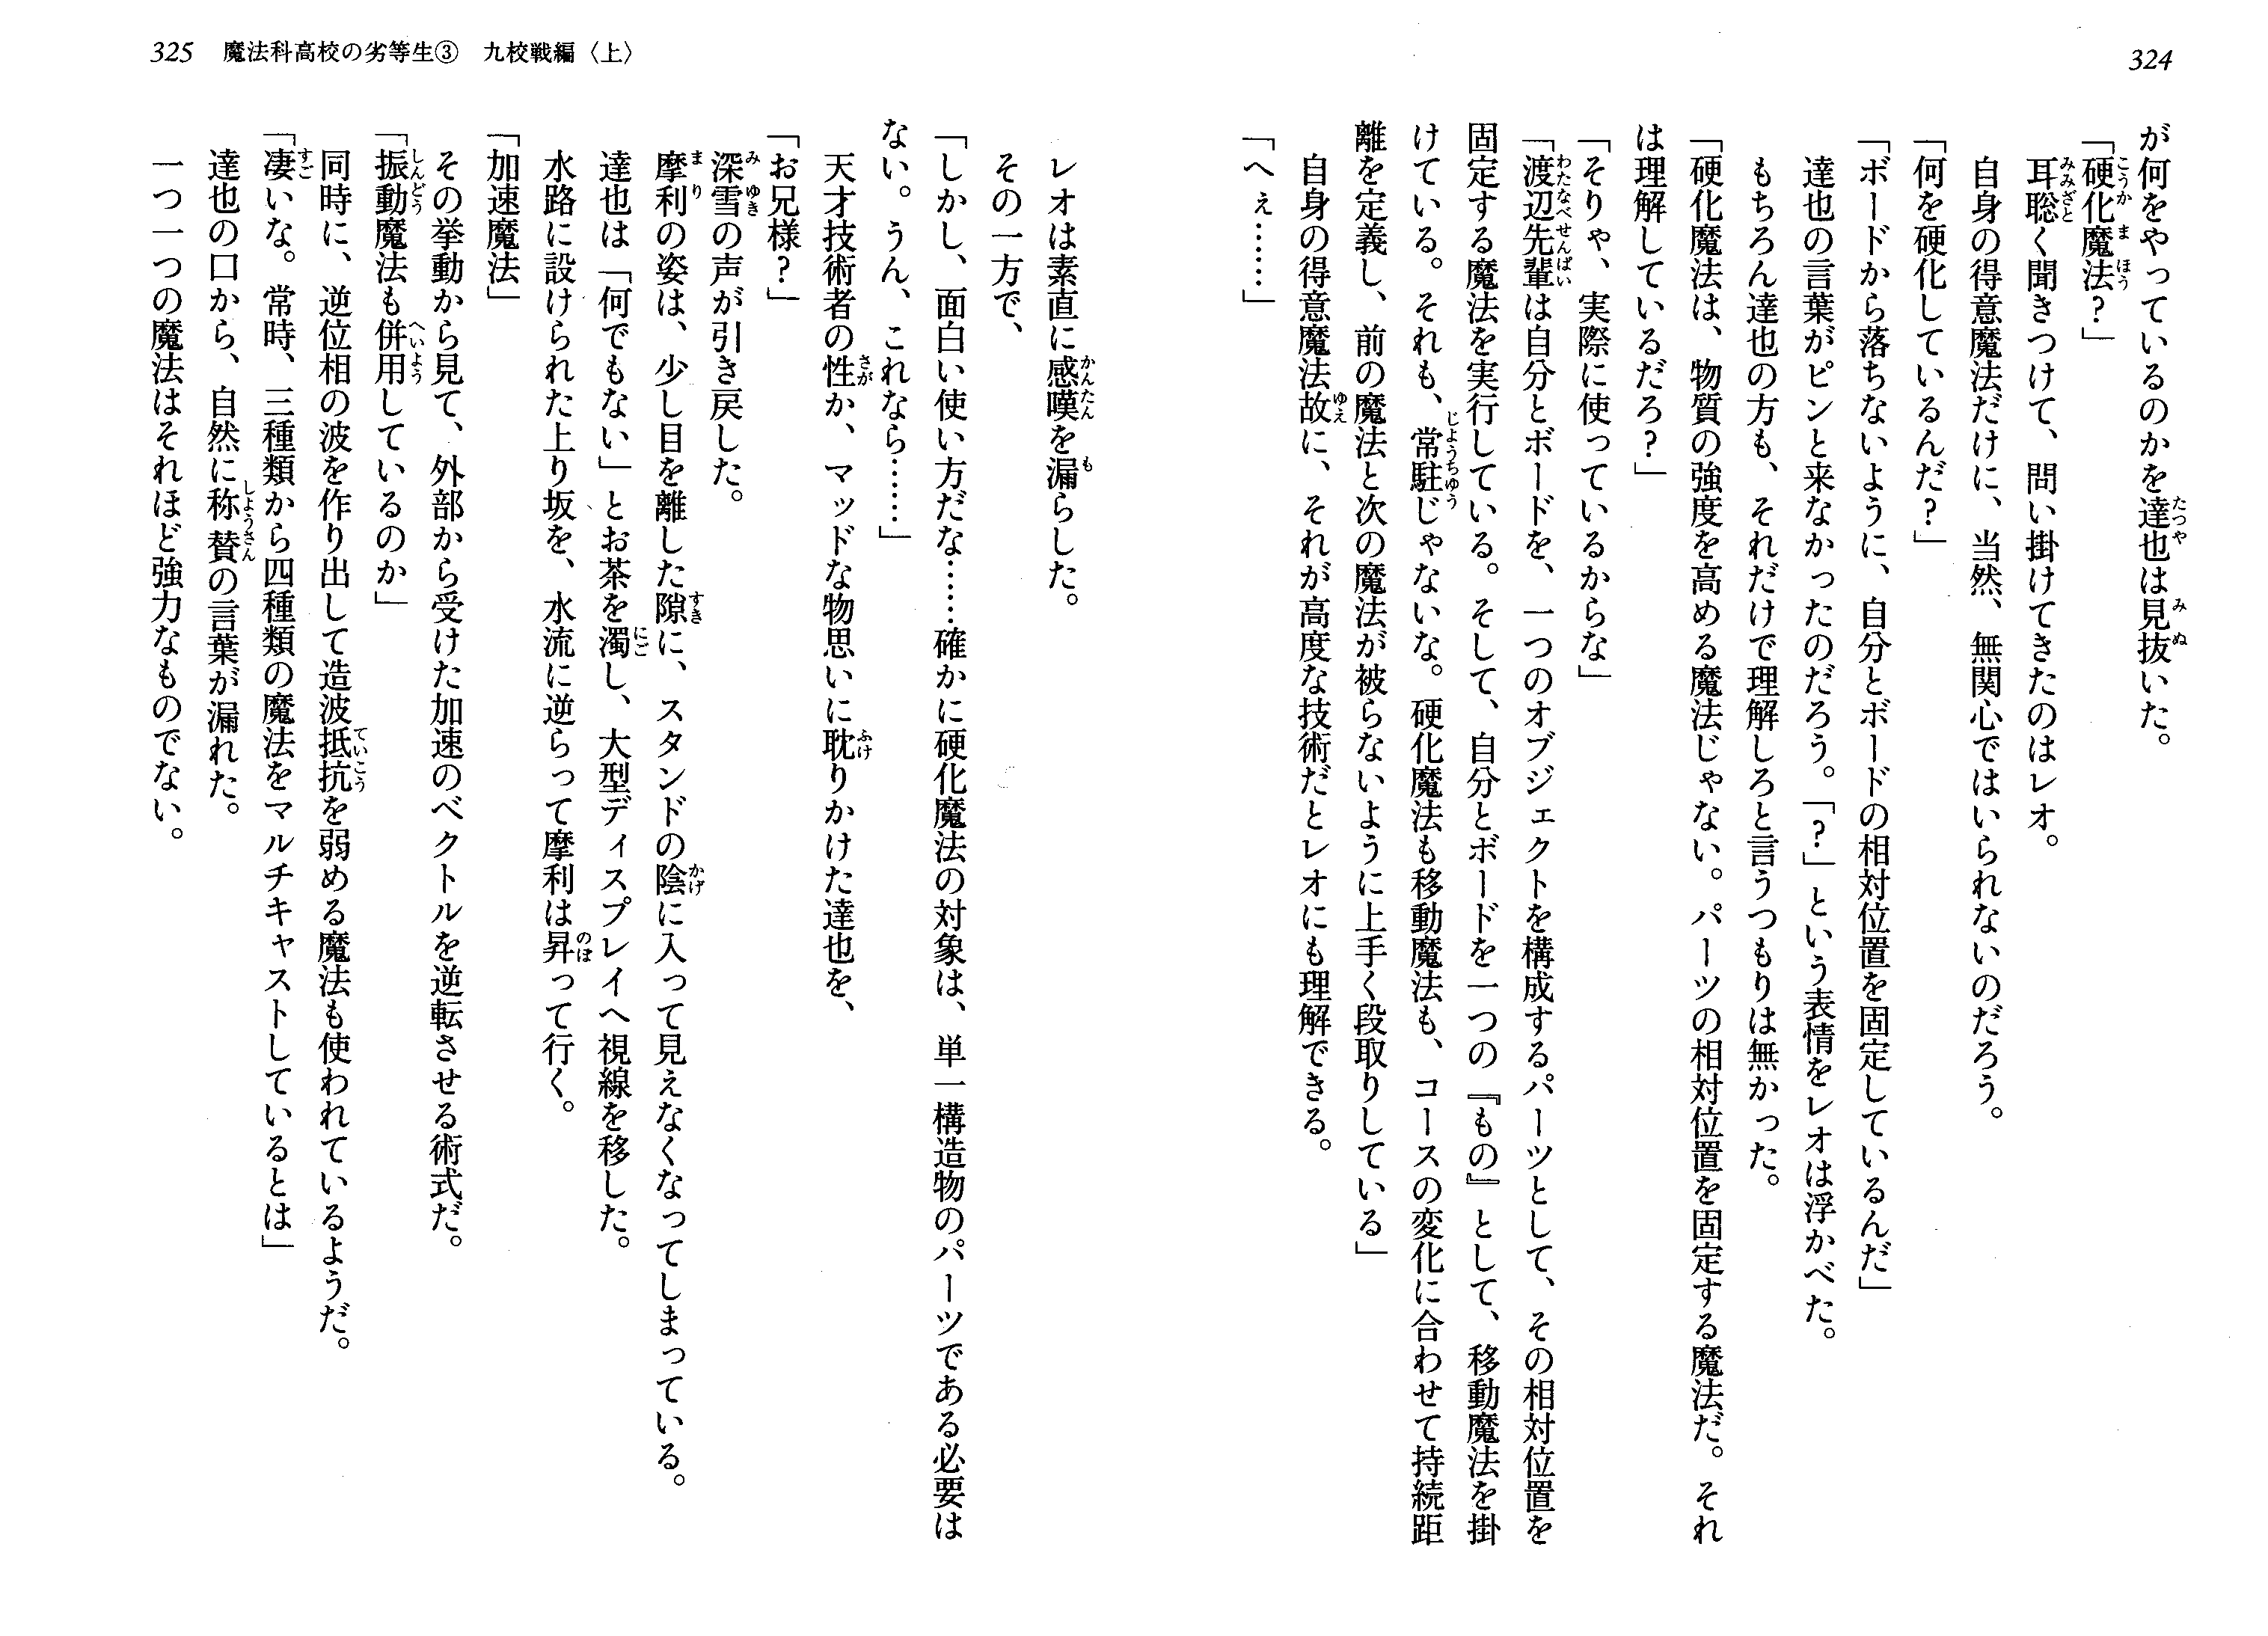 324
が何をやっているのかを達也は見抜いた。
「硬化魔法？」
　耳聡く聞きつけて、問い掛けてきたのはレオ。
　自身の得意魔法だけに、当然、無関心ではいられないのだろう。
「何を硬化しているんだ？」
「ボードから落ちないように、自分とボードの相対位置を固定しているんだ」
　達也の言葉がピンと来なかったのだろう。「？」という表情をレオは浮かべた。
　もちろん達也の方も、それだけで理解しろと言うつもりは無かった。
「硬化魔法は、物質の強度を高める魔法じゃない。パーツの相対位置を固定する魔法だ。それ
は理解しているだろ？」
「そりゃ、実際に使っているからな」
「渡辺先輩は自分とボードを、一つのオブジェクトを構成するパーツとして、その相対位置を
固定する魔法を実行している。そして、自分とボードを一つの『もの』として、移動魔法を掛
けている。それも、常駐じゃないな。硬化魔法も移動魔法も、コースの変化に合わせて持続距
離を定義し、前の魔法と次の魔法が被らないように上手く段取りしている」
　自身の得意魔法故に、それが高度な技術だとレオにも理解できる。
「へぇ……」
325　魔法科高校の劣等生③　九校戦編〈上〉
　レオは素直に感嘆を漏らした。
　その一方で、
「しかし、面白い使い方だな……確かに硬化魔法の対象は、単一構造物のパーツである必要は
ない。うん、これなら……」
　天才技術者の性か、マッドな物思いに耽りかけた達也を、
「お兄様？」
　深雪の声が引き戻した。
　摩利の姿は、少し目を離した隙に、スタンドの陰に入って見えなくなってしまっている。
　達也は「何でもない」とお茶を濁し、大型ディスプレイへ視線を移した。
　水路に設けられた上り坂を、水流に逆らって摩利は昇って行く。
「加速魔法」
　その挙動から見て、外部から受けた加速のベクトルを逆転させる術式だ。
「振動魔法も併用しているのか」
　同時に、逆位相の波を作り出して造波抵抗を弱める魔法も使われているようだ。
「凄いな。常時、三種類から四種類の魔法をマルチキャストしているとは」
　達也の口から、自然に称賛の言葉が漏れた。
　一つ一つの魔法はそれほど強力なものでない。